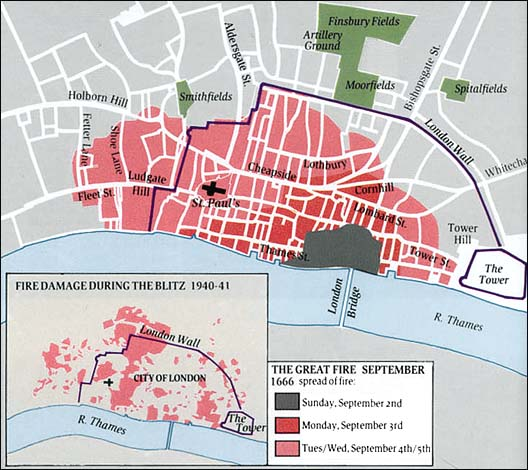 Finsbury Fields
Artillery
Ground
Aldersgate St.
Bishopsgate St.
Moorfields
Spitalfields
Smithfields
Holborn Hill
London Wall
Fetter Lane
Shoe Lane
Lothbury
Whitecha
Cheapside
Ludgate
Hill
Cornhill
Fleet St.
St. Paul's
Lombard St.
Tower
Hill
Thames St.
Tower St.
The
Tower
London
Bridge
R. Thames
FIRE DAMAGE DURING THE BLITZ 1940-41
London Wall
CITY OF LONDON
The
Tower
R. Thames
THE GREAT FIRE SEPTEMBER
1666 spread of fire:
Sunday, September 2nd
Monday, September 3rd
Tues/Wed, September 4th/5th